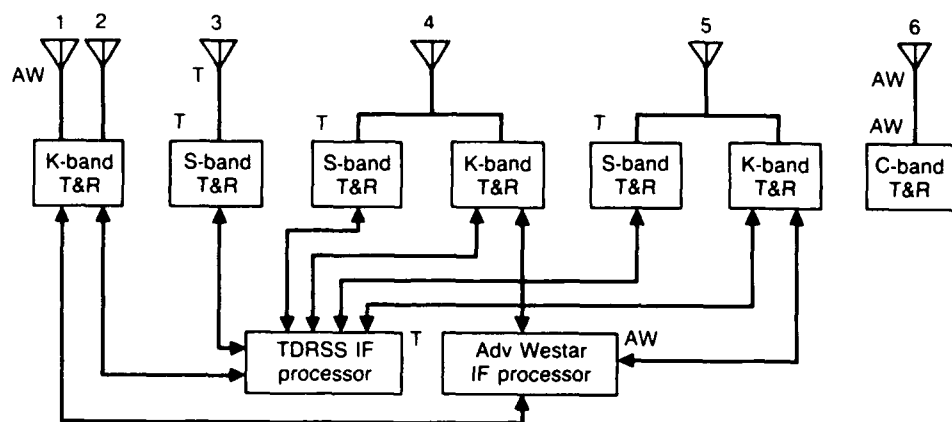 1
2
3
4
5
6
AW
T
T
T
T
AW
AW
K-band
T&R
S-band
T&R
S-band
T&R
K-band
T&R
S-band
T&R
K-band
T&R
C-band
T&R
TDRSS IF
processor
T
Adv Westar
IF processor
AW